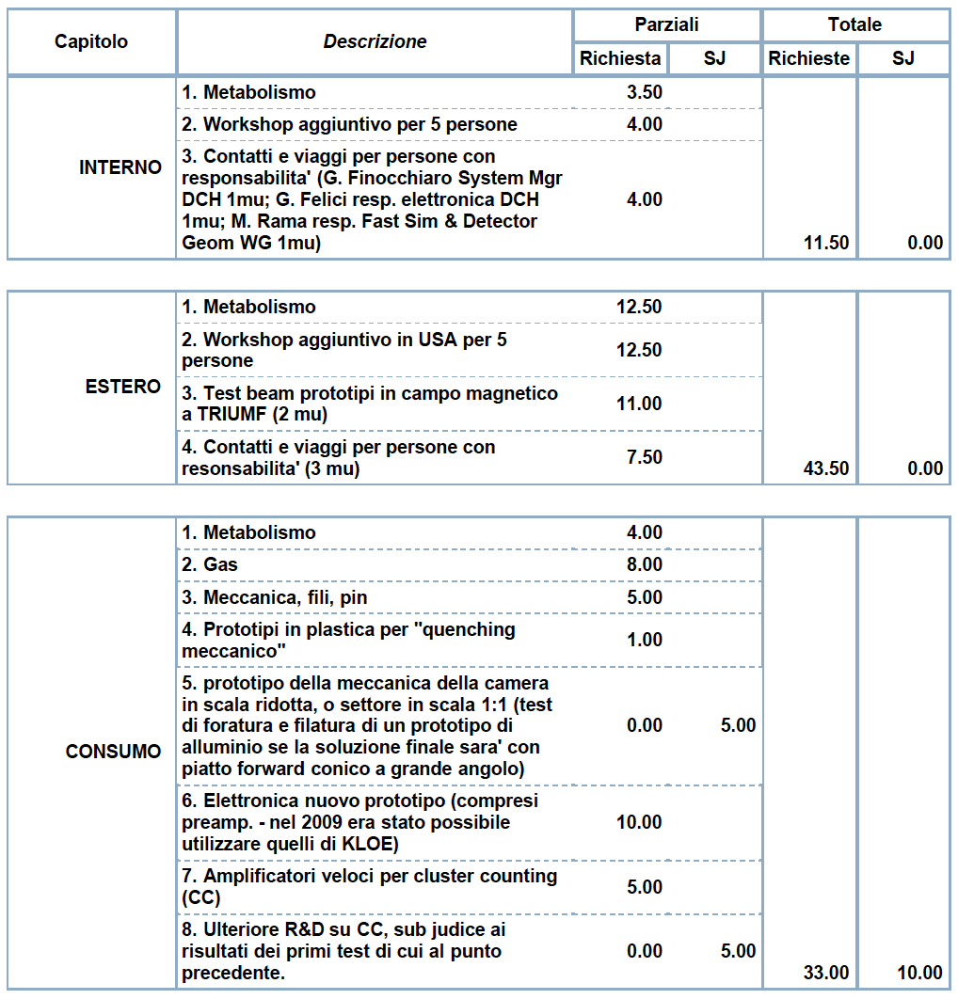 Capitolo Descrizione Parziali Totale
Richiesta SJ Richieste SJ
INTERNO
1. Metabolismo 3.50
2. Workshop aggiuntivo per 5 persone 4.00
3. Contatti e viaggi per persone con
responsabilita' (G. Finocchiaro System Mgr
DCH 1mu; G. Felici resp. elettronica DCH
1mu; M. Rama resp. Fast Sim & Detector
Geom WG 1mu)
4.00
11.50 0.00
ESTERO
1. Metabolismo 12.50
2. Workshop aggiuntivo in USA per 5
persone
12.50
3. Test beam prototipi in campo magnetico
a TRIUMF (2 mu)
11.00
4. Contatti e viaggi per persone con
resonsabilita' (3 mu)
7.50
43.50 0.00
CONSUMO
1. Metabolismo 4.00
2. Gas 8.00
3. Meccanica, fili, pin 5.00
4. Prototipi in plastica per "quenching
meccanico"
1.00
5. prototipo della meccanica della camera
in scala ridotta, o settore in scala 1:1 (test
di foratura e filatura di un prototipo di
alluminio se la soluzione finale sara' con
piatto forward conico a grande angolo)
0.00 5.00
6. Elettronica nuovo prototipo (compresi
preamp. - nel 2009 era stato possibile
utilizzare quelli di KLOE)
10.00
7. Amplificatori veloci per cluster counting
(CC)
5.00
8. Ulteriore R&D su CC, sub judice ai
risultati dei primi test di cui al punto
precedente.
0.00 5.00
33.00 10.00